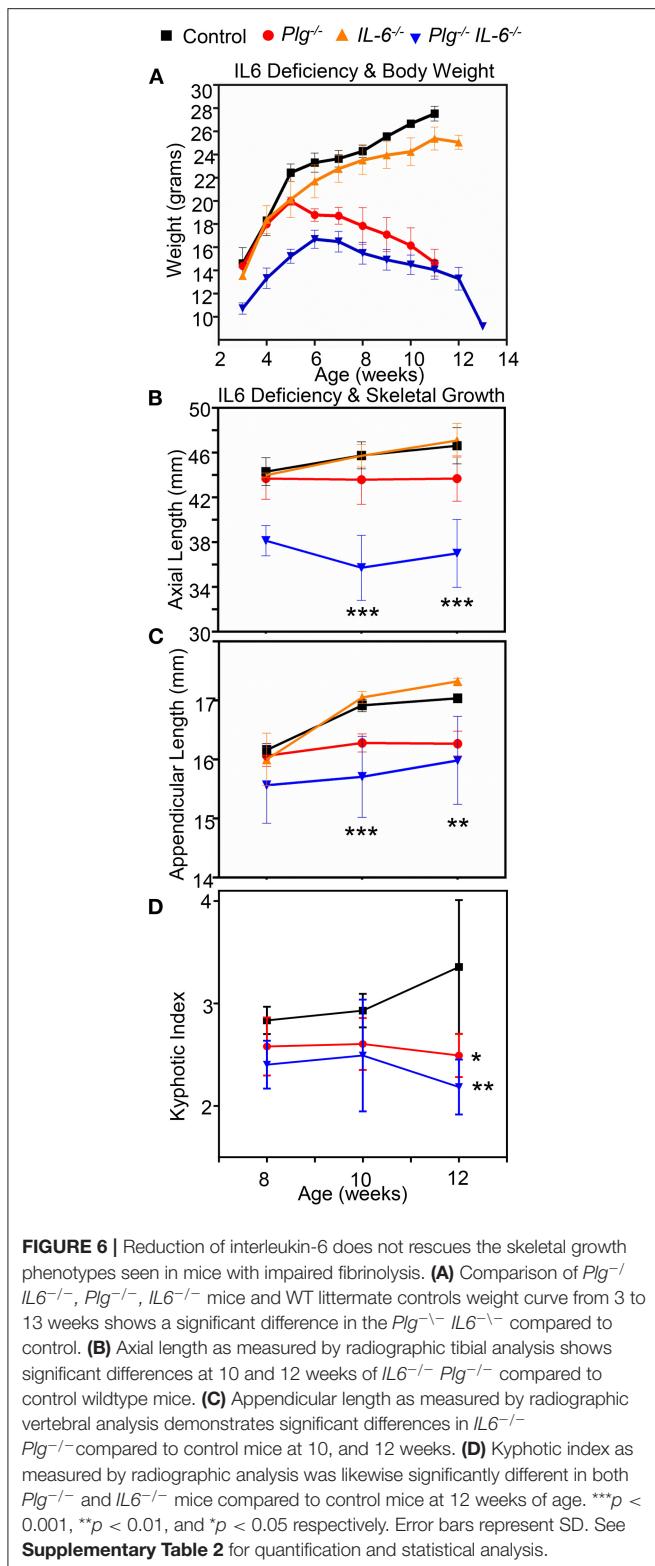 Control Plg-/- IL-6-/- Plg-/- IL-6-/-
A IL6 Deficiency & Body Weight
30
28
26
24
22
20
18
16
14
12
10
Weight (grams)
2 4 6 8 10 12 14
Age (weeks)
B IL6 Deficiency & Skeletal Growth
50
46
42
38
34
30
Axial Length (mm)
*** ***
C
17
16
15
14
Appendicular Length (mm)
*** **
D
4
3
2
Kyphotic Index
*
**
8 10 12
Age (weeks)
FIGURE 6 | Reduction of interleukin-6 does not rescues the skeletal growth
phenotypes seen in mice with impaired fibrinolysis. (A) Comparison of Plg−/
IL6−/−, Plg−/−, IL6−/− mice and WT littermate controls weight curve from 3 to
13 weeks shows a significant difference in the Plg−\− IL6−\− compared to
control. (B) Axial length as measured by radiographic tibial analysis shows
significant differences at 10 and 12 weeks of IL6−/− Plg−/− compared to
control wildtype mice. (C) Appendicular length as measured by radiographic
vertebral analysis demonstrates significant differences in IL6−/−
Plg−/−compared to control mice at 10, and 12 weeks. (D) Kyphotic index as
measured by radiographic analysis was likewise significantly different in both
Plg−/− and IL6−/− mice compared to control mice at 12 weeks of age. ***p <
0.001, **p < 0.01, and *p < 0.05 respectively. Error bars represent SD. See
Supplementary Table 2 for quantification and statistical analysis.